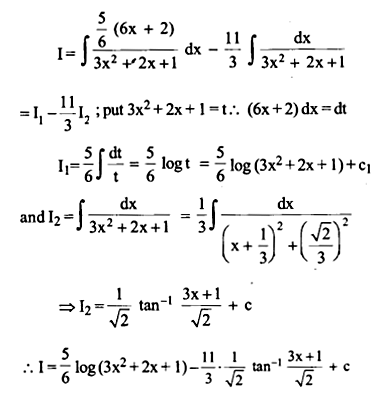 I = ∫ (5/6 (6x + 2))/(3x² + 2x + 1) dx − 11/3 ∫ dx/(3x² + 2x + 1)
= I₁ − 11/3 I₂ ; put 3x² + 2x + 1 = t ∴ (6x + 2) dx = dt
I₁ = 5/6 ∫ dt/t = 5/6 log t = 5/6 log (3x² + 2x + 1) + c₁
and I₂ = ∫ dx/(3x² + 2x + 1) = 1/3 ∫ dx/((x + 1/3)² + (√2/3)²)
⇒ I₂ = 1/√2 tan⁻¹ (3x + 1)/√2 + c
∴ I = 5/6 log (3x² + 2x + 1) − 11/3 · 1/√2 tan⁻¹ (3x + 1)/√2 + c